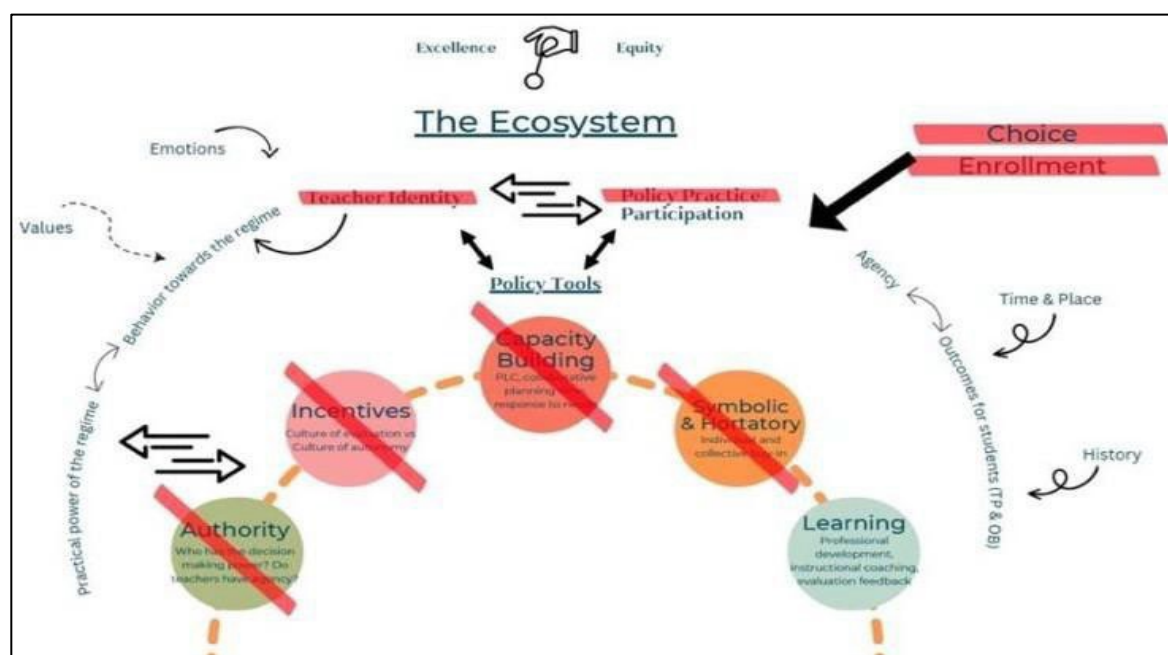 Excellence
Equity
The Ecosystem
Choice
Enrollment
Emotions
Teacher Identity
Policy Practice/
Participation
Values
Behavior towards the regime
Policy Tools
Agency
Time & Place
Capacity
Building
PLC, collaborative
planning
response to
Outcomes for students (TP & OB)
Incentives
Culture of evaluation vs
Culture of autonomy
Symbolic
& Hortatory
Individual and
collective buy in
History
Practical power of the regime
Authority
Who has the decision
making power? Do
teachers have agency?
Learning
Professional
development,
instructional coaching,
evaluation feedback